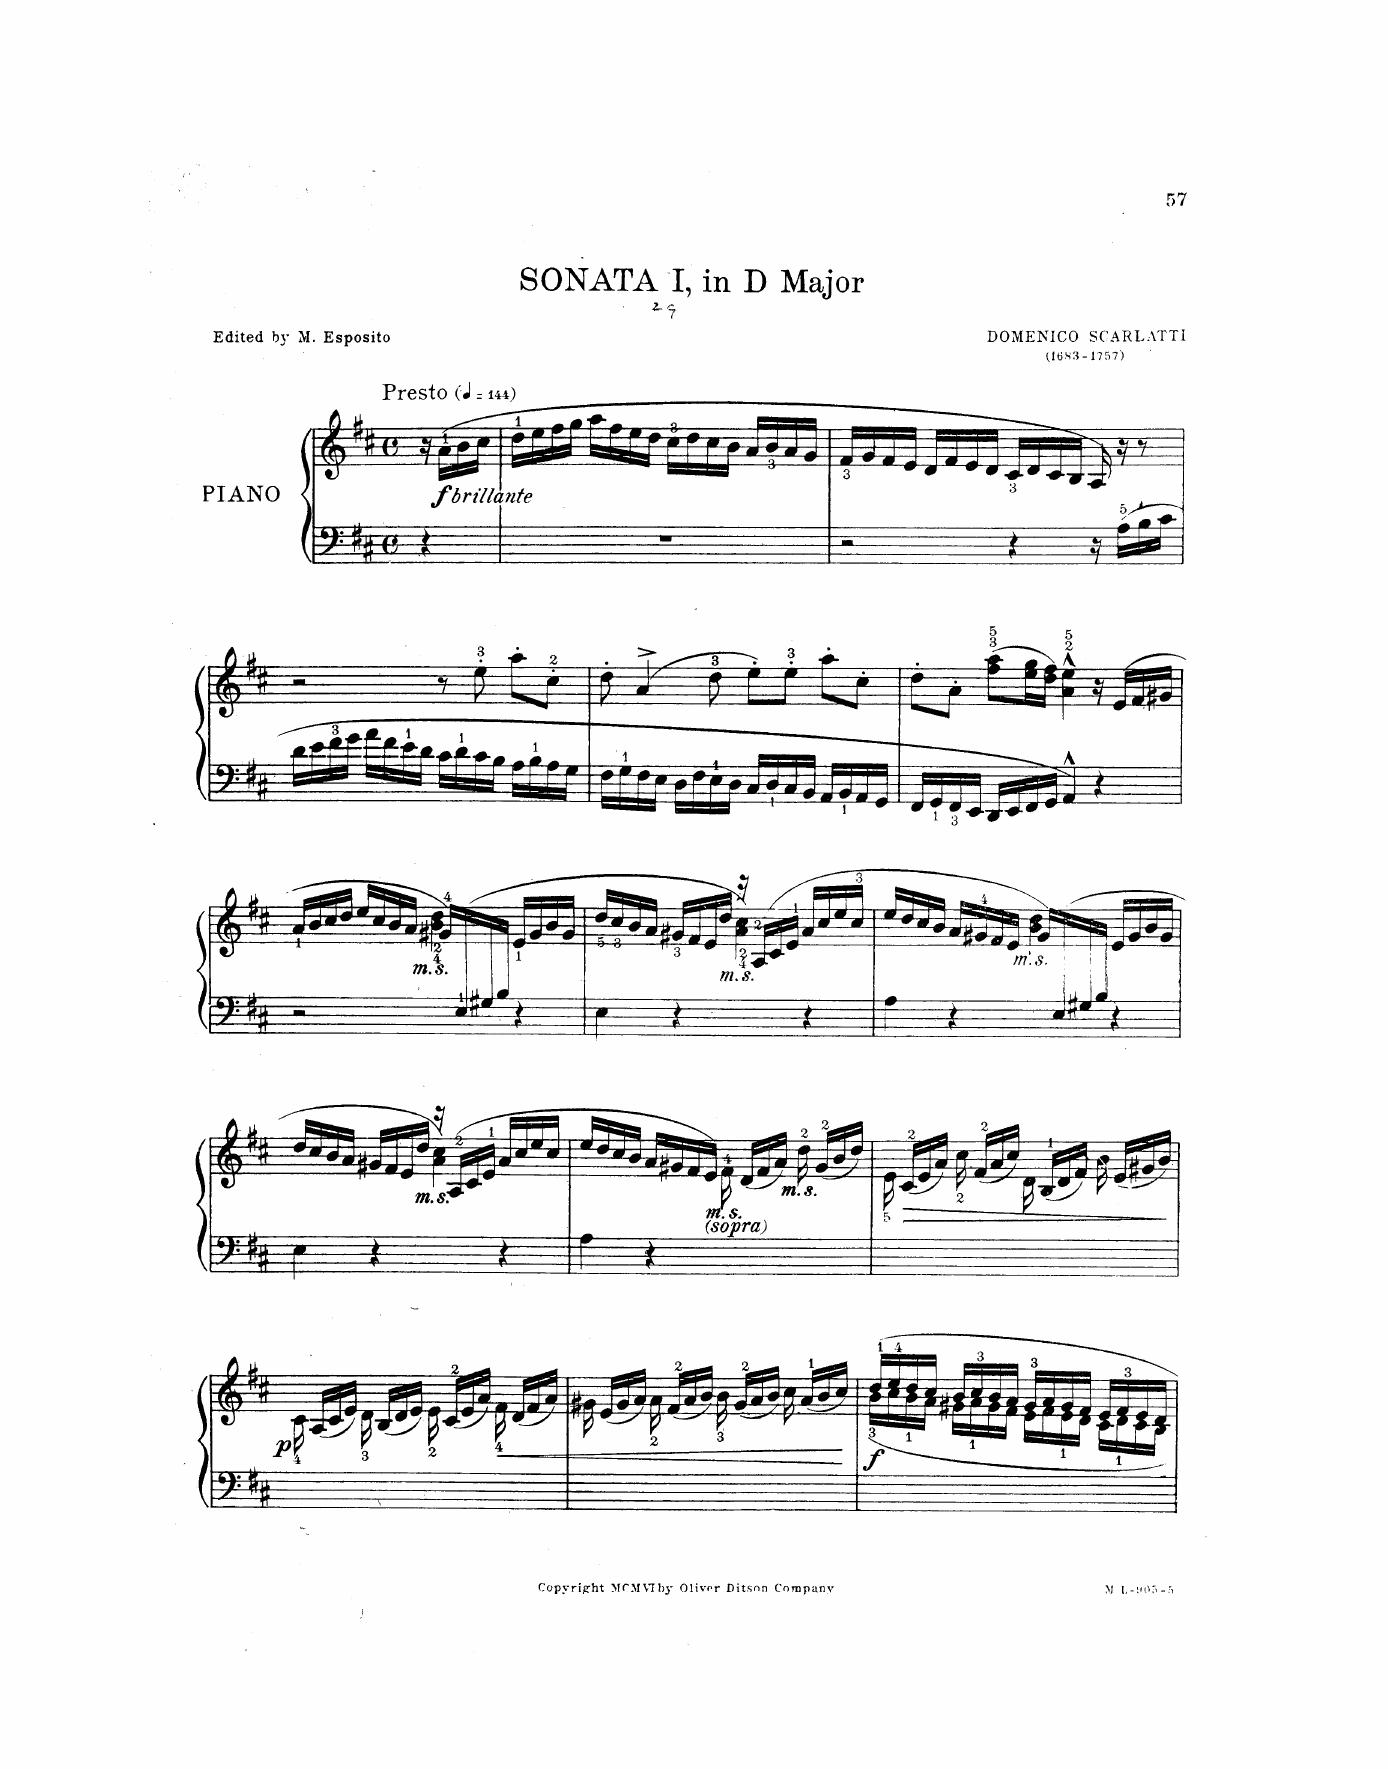 57
SONATA I, in D Major
29
Edited by M. Esposito
DOMENICO SCARLATTI
(1683-1757)
Presto (♩ = 144)
PIANO
f brillante
m.s.
m.s.
m.s.
m.s.
m.s.
(sopra)
m.s.
p
f
Copyright MCMVI by Oliver Ditson Company
M L-905-5